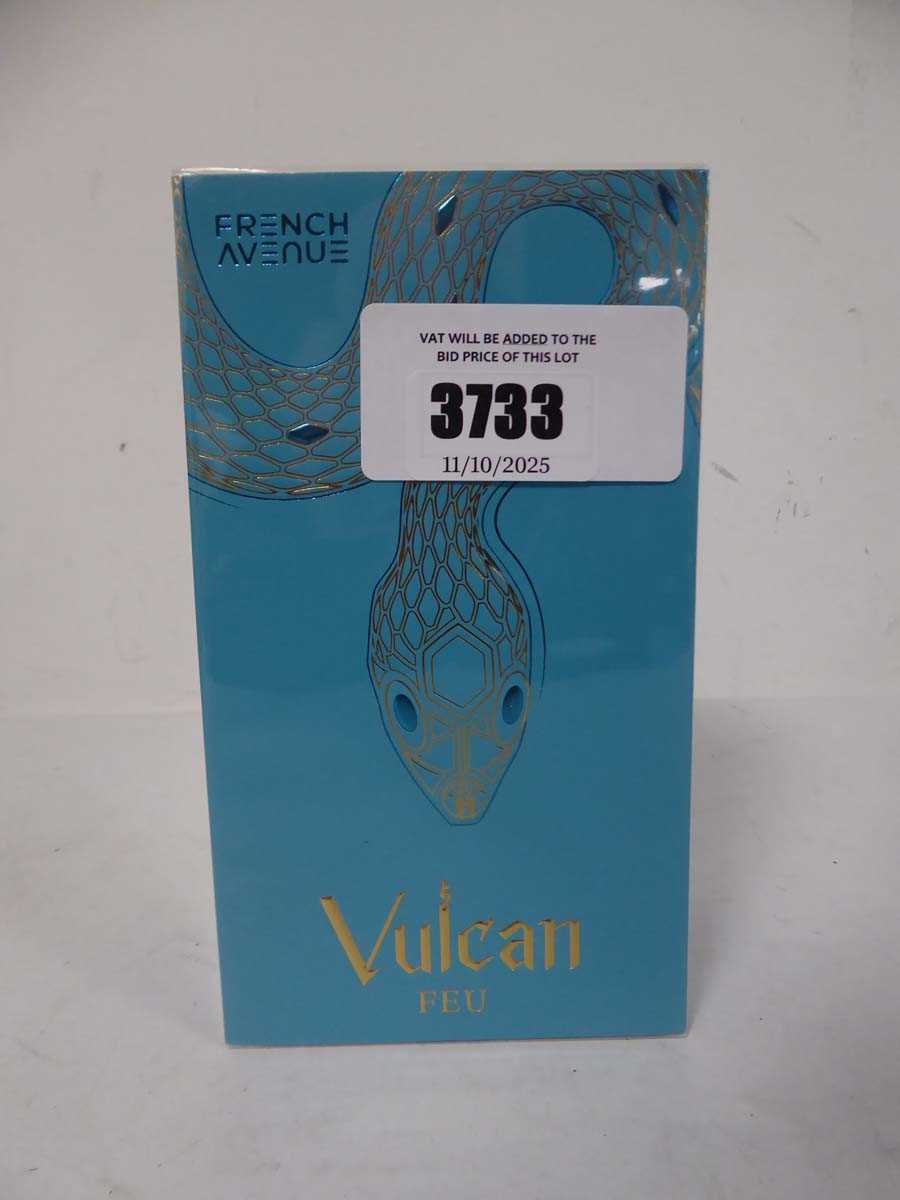 FRENCH
AVENUE
VAT WILL BE ADDED TO THE
BID PRICE OF THIS LOT
3733
11/10/2025
Vulcan
FEU